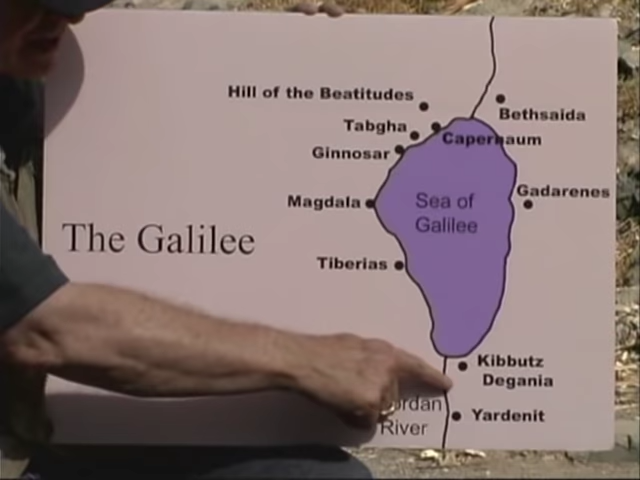 Hill of the Beatitudes
Bethsaida
Tabgha
Capernaum
Ginnosar
Gadarenes
Magdala
Sea of
Galilee
The Galilee
Tiberias
Kibbutz
Degania
Jordan
River
Yardenit